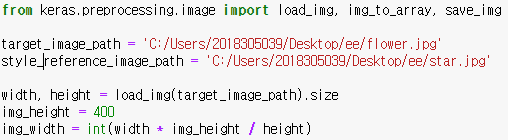 from keras.preprocessing.image import load_img, img_to_array, save_img
target_image_path = 'C:/Users/2018305039/Desktop/ee/flower.jpg'
style_reference_image_path = 'C:/Users/2018305039/Desktop/ee/star.jpg'
width, height = load_img(target_image_path).size
img_height = 400
img_width = int(width * img_height / height)